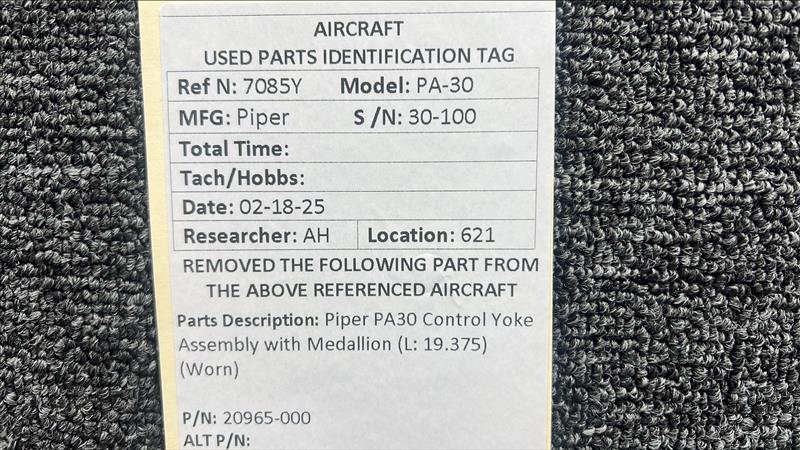 AIRCRAFT
USED PARTS IDENTIFICATION TAG
Ref N: 7085Y Model: PA-30
MFG: Piper S /N: 30-100
Total Time:
Tach/Hobbs:
Date: 02-18-25
Researcher: AH Location: 621
REMOVED THE FOLLOWING PART FROM
THE ABOVE REFERENCED AIRCRAFT
Parts Description: Piper PA30 Control Yoke
Assembly with Medallion (L: 19.375)
(Worn)
P/N: 20965-000
ALT P/N: